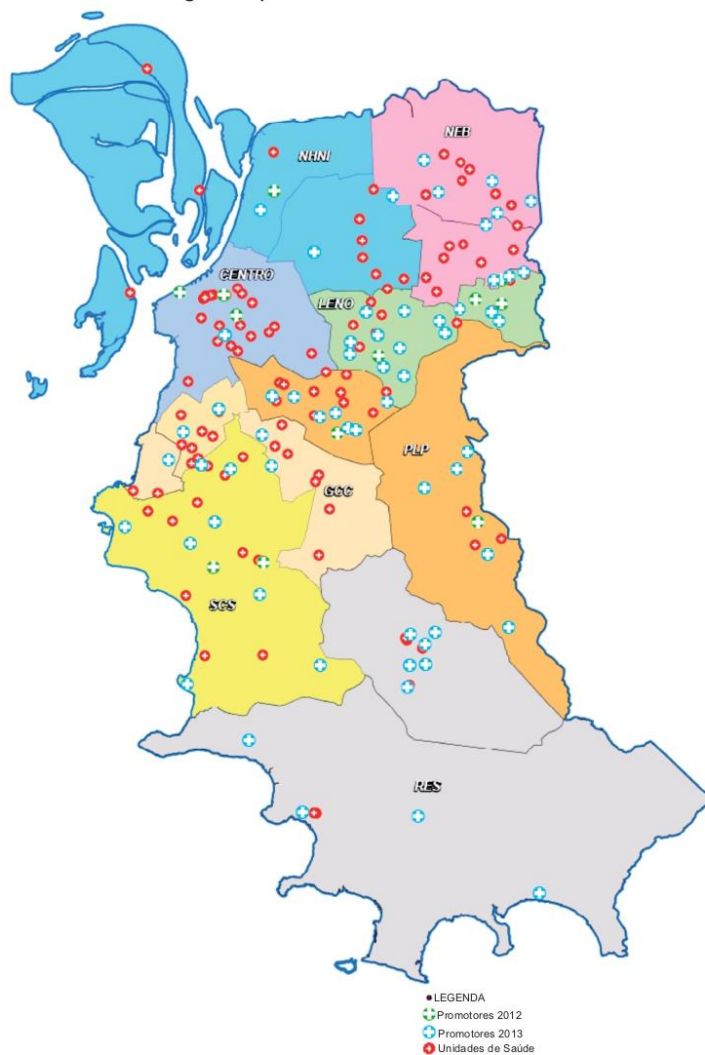 NEB
NHNI
CENTRO
LENO
PLP
GCC
SCS
RES
LEGENDA
Promotores 2012
Promotores 2013
Unidades de Saúde